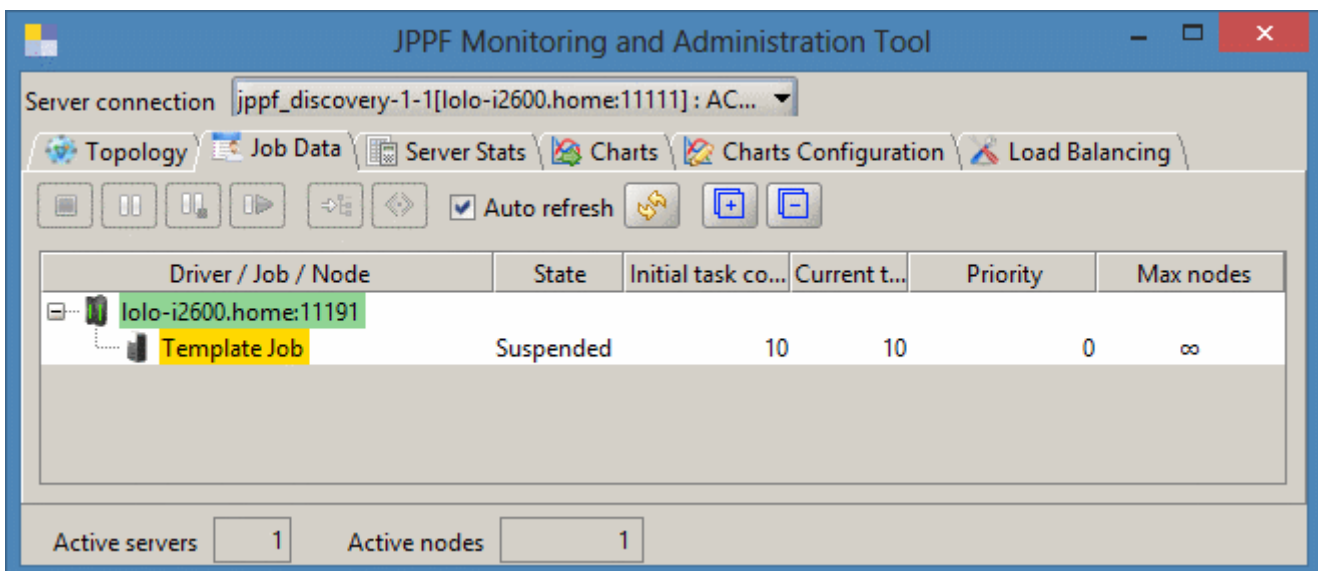 JPPF Monitoring and Administration Tool
Server connection jppf_discovery-1-1[lolo-i2600.home:11111] : AC...
Topology Job Data Server Stats Charts Charts Configuration Load Balancing
Auto refresh
Driver / Job / Node State Initial task co... Current t... Priority Max nodes
lolo-i2600.home:11191
Template Job Suspended 10 10 0 ∞
Active servers 1 Active nodes 1